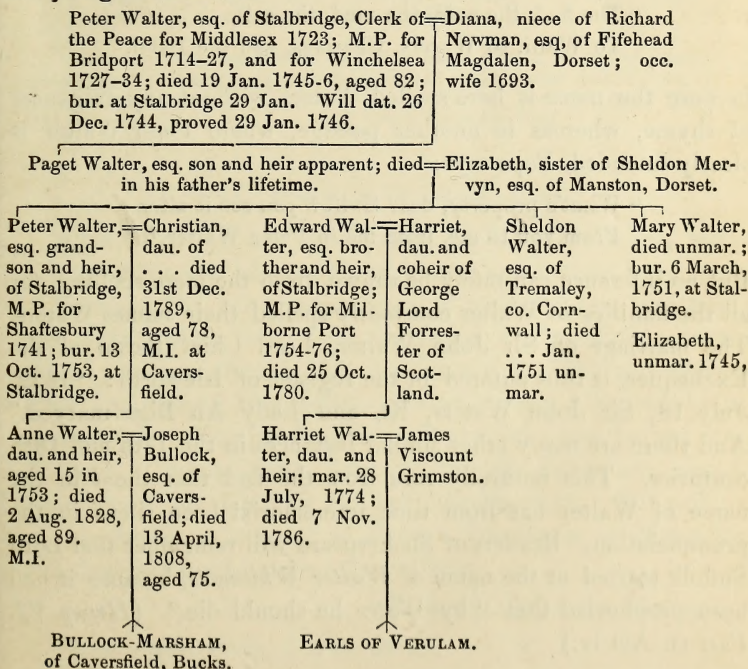 Peter Walter, esq. of Stalbridge, Clerk of
the Peace for Middlesex 1723; M.P. for
Bridport 1714–27, and for Winchelsea
1727–34; died 19 Jan. 1745-6, aged 82;
bur. at Stalbridge 29 Jan. Will dat. 26
Dec. 1744, proved 29 Jan. 1746.
Diana, niece of Richard
Newman, esq, of Fifehead
Magdalen, Dorset; occ.
wife 1693.
Paget Walter, esq. son and heir apparent; died
in his father's lifetime.
Elizabeth, sister of Sheldon Mer-
vyn, esq. of Manston, Dorset.
Peter Walter,
esq. grand-
son and heir,
of Stalbridge,
M.P. for
Shaftesbury
1741; bur. 13
Oct. 1753, at
Stalbridge.
Christian,
dau. of
. . . died
31st Dec.
1789,
aged 78,
M.I. at
Cavers-
field.
Edward Wal-
ter, esq. bro-
ther and heir,
of Stalbridge;
M.P. for Mil-
borne Port
1754-76;
died 25 Oct.
1780.
Harriet,
dau. and
coheir of
George
Lord
Forres-
ter of
Scot-
land.
Sheldon
Walter,
esq. of
Tremaley,
co. Corn-
wall; died
. . . Jan.
1751 un-
mar.
Mary Walter,
died unmar.;
bur. 6 March,
1751, at Stal-
bridge.
Elizabeth,
unmar. 1745,
Anne Walter,
dau. and heir,
aged 15 in
1753; died
2 Aug. 1828,
aged 89.
M.I.
Joseph
Bullock,
esq. of
Cavers-
field; died
13 April,
1808,
aged 75.
Harriet Wal-
ter, dau. and
heir; mar. 28
July, 1774;
died 7 Nov.
1786.
James
Viscount
Grimston.
BULLOCK-MARSHAM,
of Caversfield, Bucks.
EARLS OF VERULAM.